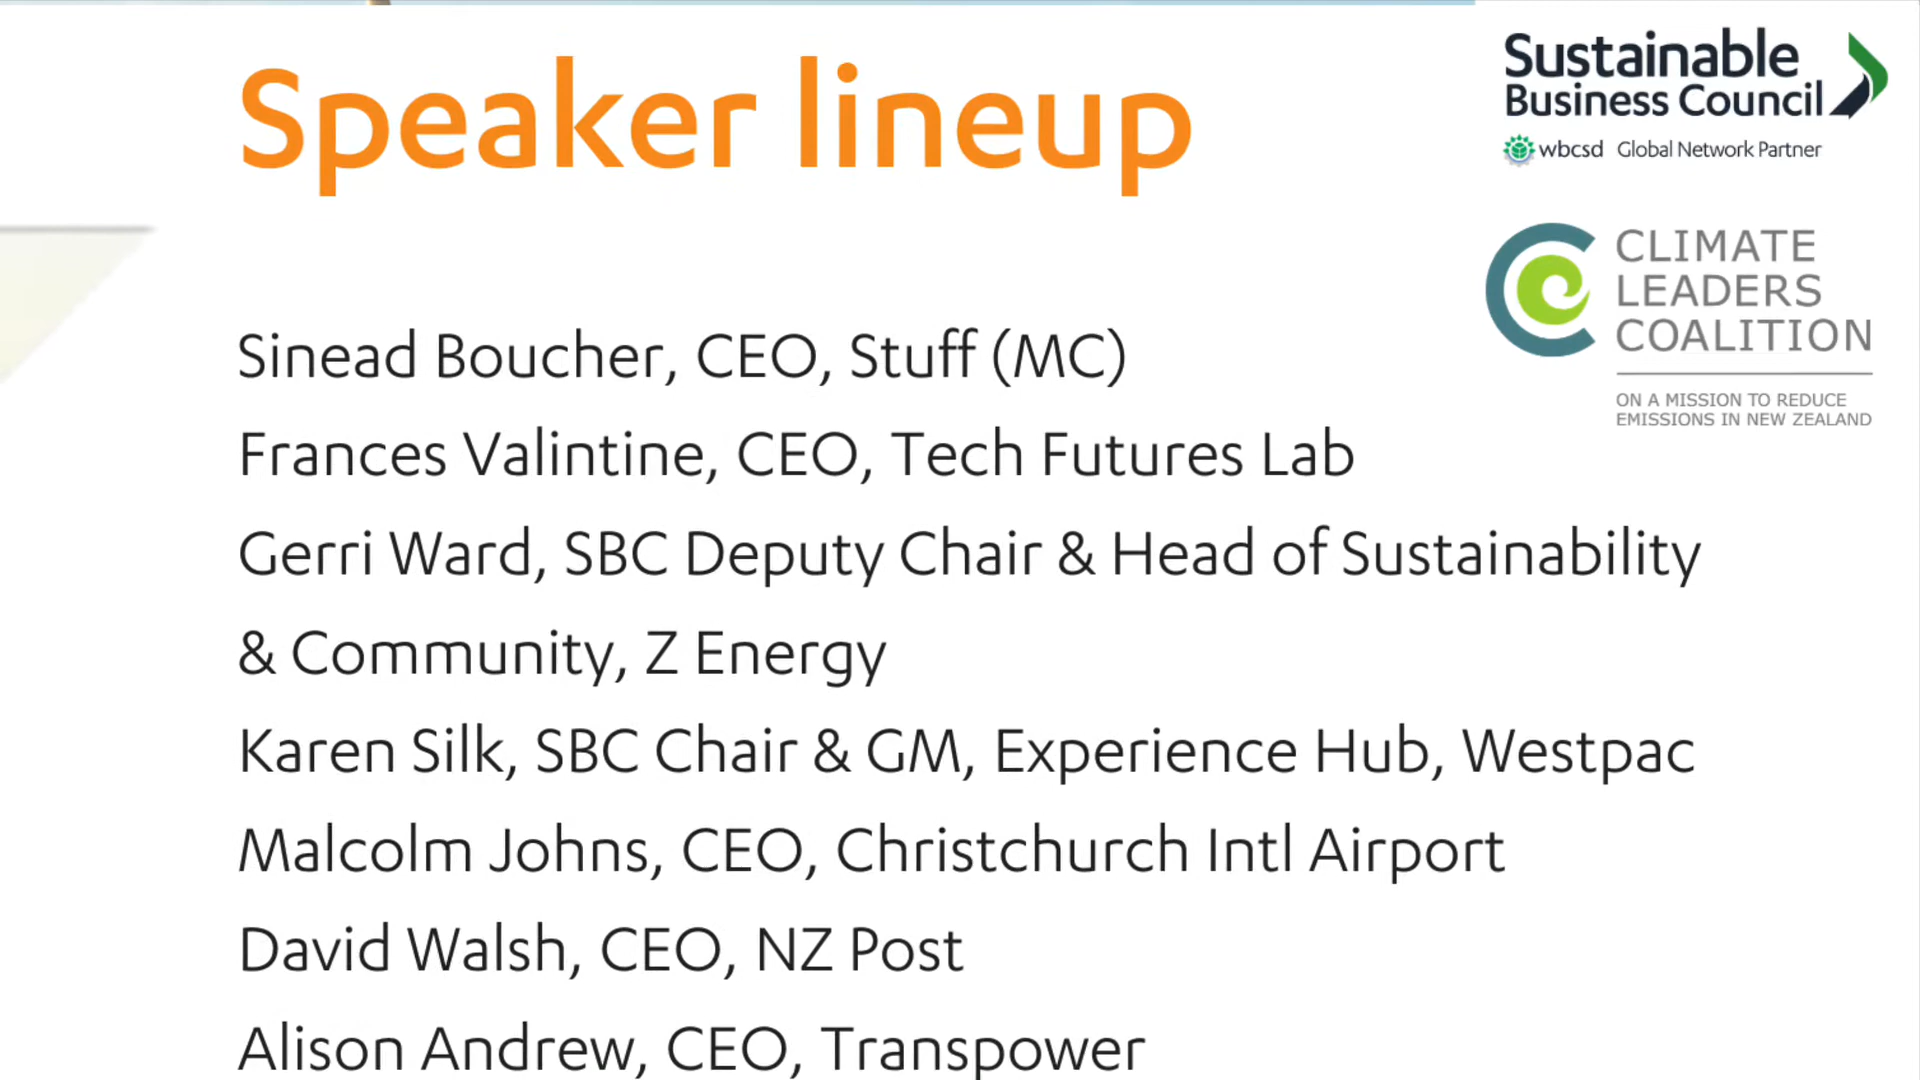 Speaker lineup
Sustainable
Business Council
wbcsd Global Network Partner
CLIMATE
LEADERS
COALITION
ON A MISSION TO REDUCE
EMISSIONS IN NEW ZEALAND
Sinead Boucher, CEO, Stuff (MC)
Frances Valintine, CEO, Tech Futures Lab
Gerri Ward, SBC Deputy Chair & Head of Sustainability
& Community, Z Energy
Karen Silk, SBC Chair & GM, Experience Hub, Westpac
Malcolm Johns, CEO, Christchurch Intl Airport
David Walsh, CEO, NZ Post
Alison Andrew, CEO, Transpower